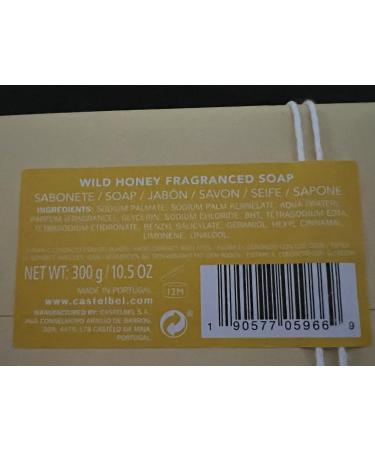 WILD HONEY FRAGRANCED SOAP
SABONETE / SOAP / JABÓN / SAVON / SEIFE / SAPONE
INGREDIENTS: SODIUM PALMATE, SODIUM PALM KERNELATE, AQUA (WATER),
PARFUM (FRAGRANCE), GLYCERIN, SODIUM CHLORIDE, BHT, TETRASODIUM EDTA,
TETRASODIUM ETIDRONATE, BENZYL SALICYLATE, GERANIOL, HEXYL CINNAMAL,
LIMONENE, LINALOOL.
NET WT: 300 g / 10.5 OZ
MADE IN PORTUGAL
www.castelbel.com
12M
MANUFACTURED BY: CASTELBEL S.A.
PORTUGAL
1 90577 05966 9